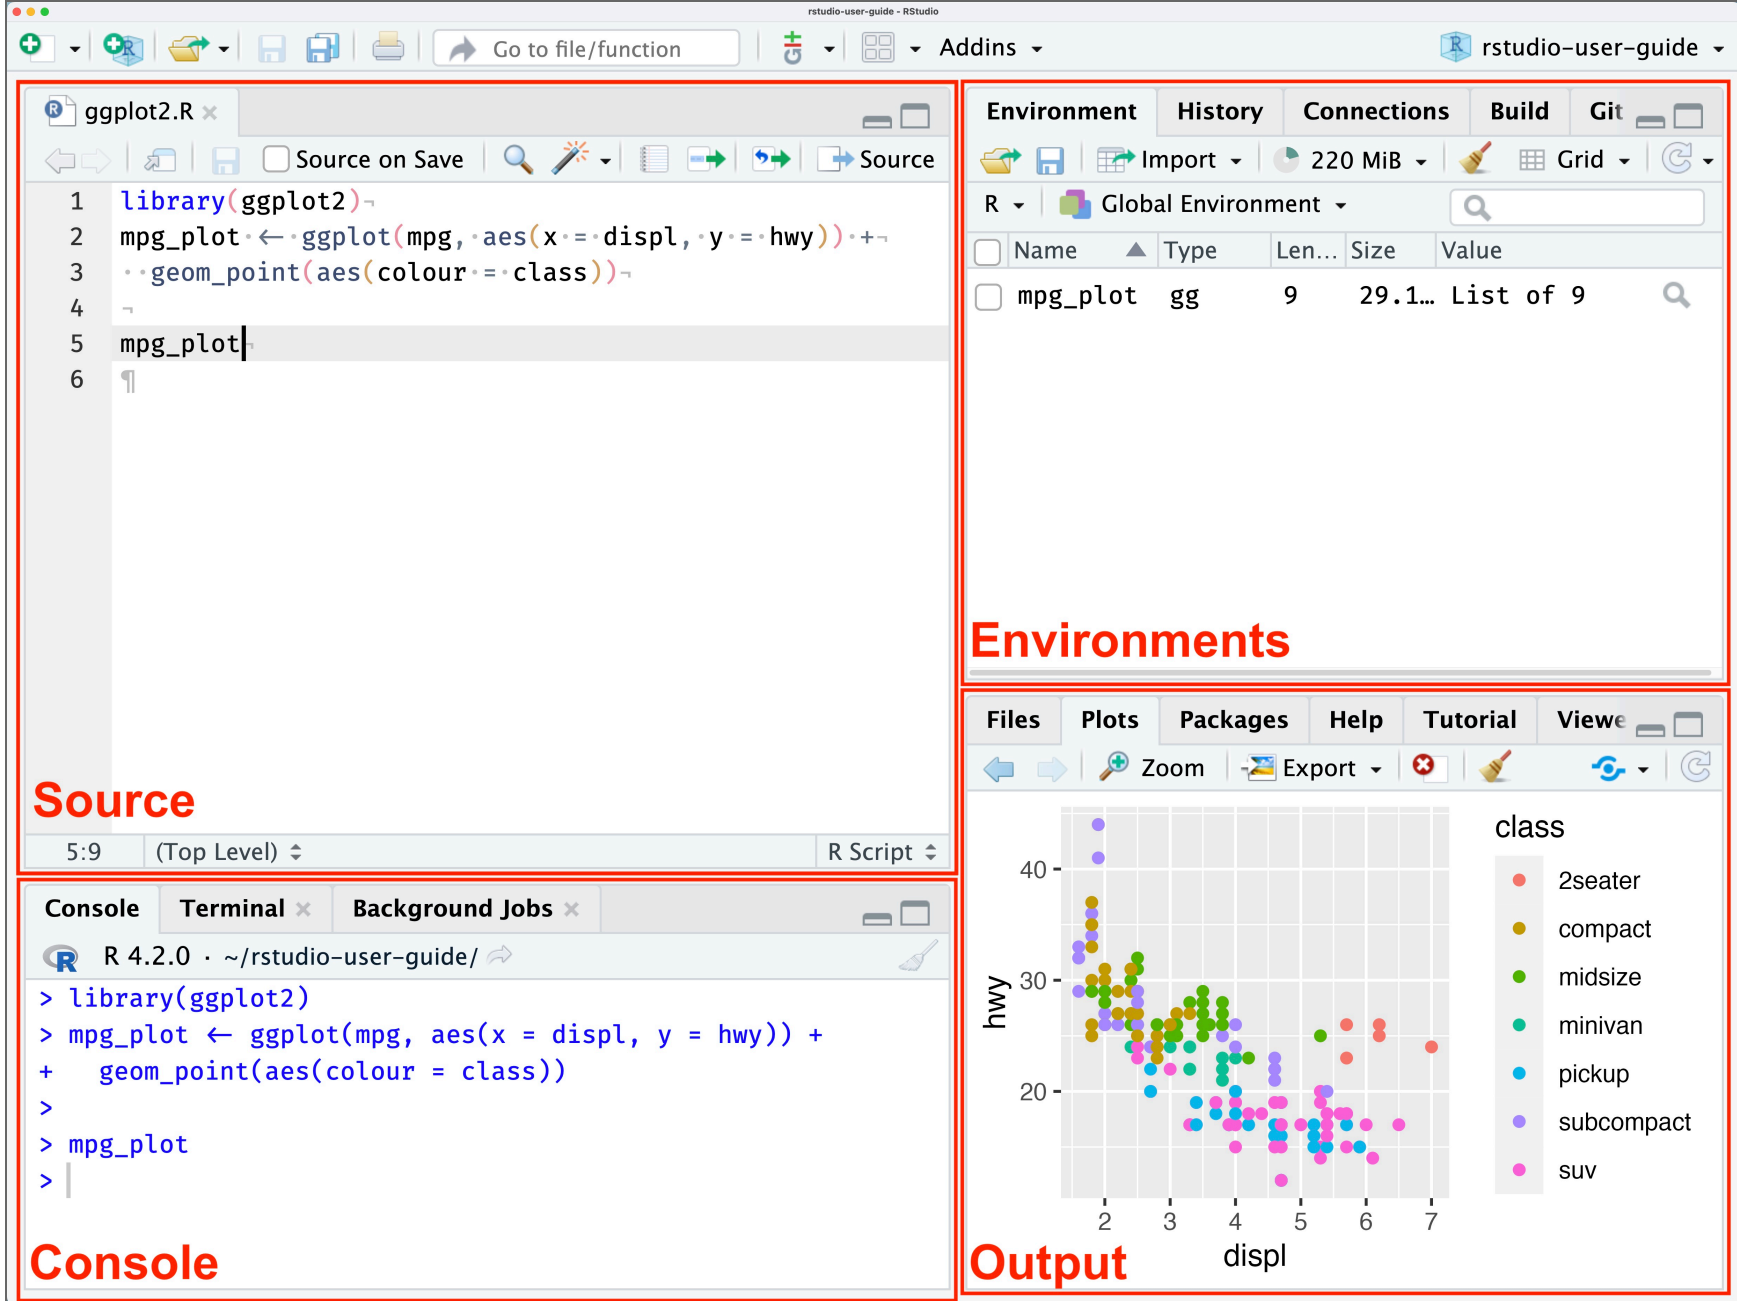 rstudio-user-guide - RStudio
Go to file/function
Git
Addins
rstudio-user-guide
ggplot2.R
Source on Save
Source
1 library(ggplot2)¬
2 mpg_plot·<-·ggplot(mpg,·aes(x·=·displ,·y·=·hwy))·+¬
3 ··geom_point(aes(colour·=·class))¬
4 ¬
5 mpg_plot¬
6 ¶
Source
5:9 (Top Level) R Script
Console Terminal Background Jobs
R 4.2.0 · ~/rstudio-user-guide/
> library(ggplot2)
> mpg_plot <- ggplot(mpg, aes(x = displ, y = hwy)) +
+   geom_point(aes(colour = class))
>
> mpg_plot
>
Console
Environment History Connections Build Git
Import 220 MiB Grid
R Global Environment
Name Type Len... Size Value
mpg_plot gg 9 29.1… List of 9
Environments
Files Plots Packages Help Tutorial Viewe
Zoom Export
class
2seater
compact
midsize
minivan
pickup
subcompact
suv
hwy
40
30
20
2 3 4 5 6 7
displ
Output